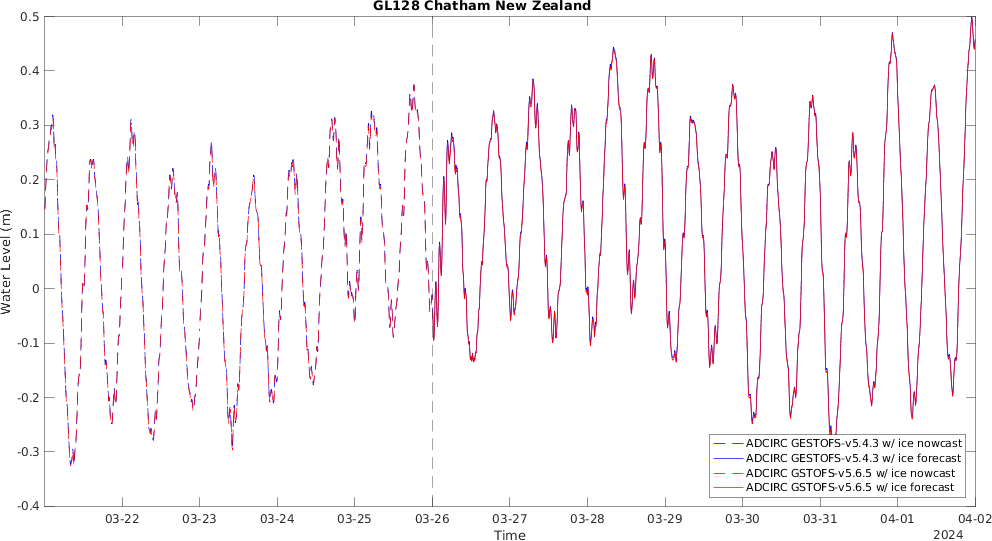 GL128 Chatham New Zealand
0.5
0.4
0.3
0.2
0.1
0
-0.1
-0.2
-0.3
-0.4
Water Level (m)
ADCIRC GESTOFS-v5.4.3 w/ ice nowcast
ADCIRC GESTOFS-v5.4.3 w/ ice forecast
ADCIRC GSTOFS-v5.6.5 w/ ice nowcast
ADCIRC GSTOFS-v5.6.5 w/ ice forecast
03-22 03-23 03-24 03-25 03-26 03-27 03-28 03-29 03-30 03-31 04-01 04-02
Time
2024